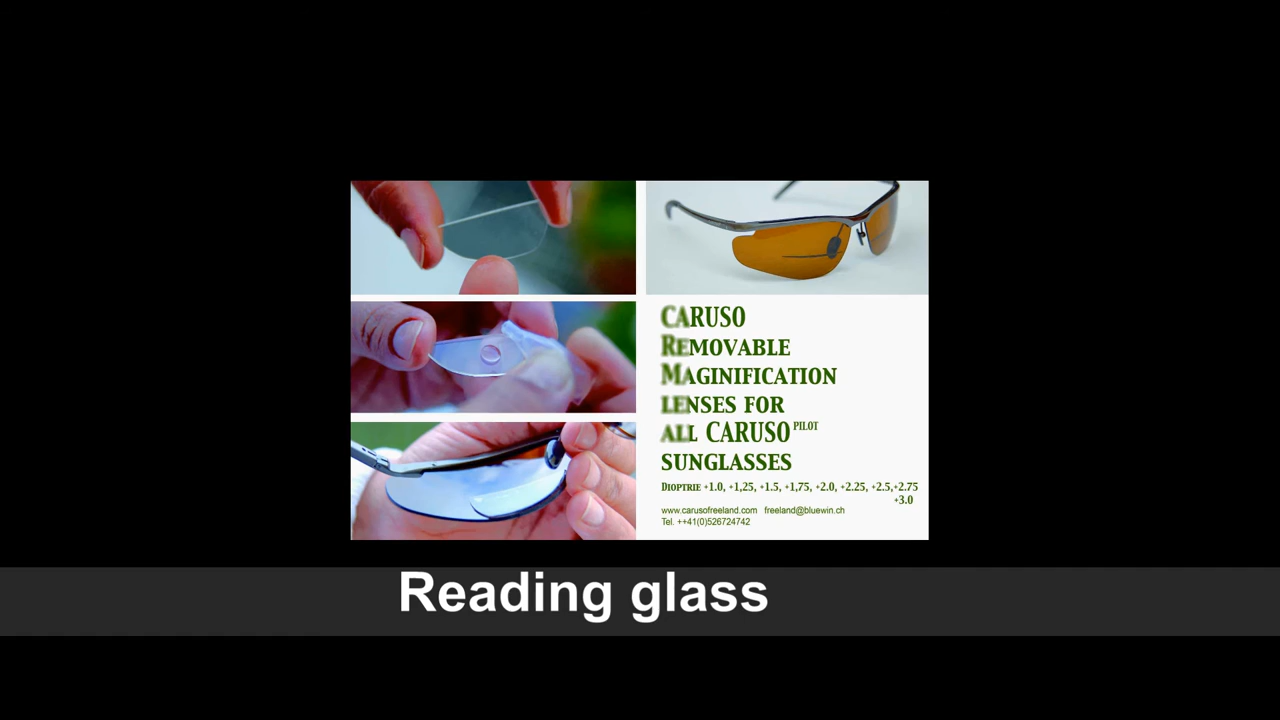 CARUSO
REMOVABLE
MAGINIFICATION
LENSES FOR
ALL CARUSO PILOT
SUNGLASSES
DIOPTRIE +1.0, +1,25, +1.5, +1,75, +2.0, +2.25, +2.5,+2.75
+3.0
www.carusofreeland.com freeland@bluewin.ch
Tel. ++41(0)526724742
Reading glass